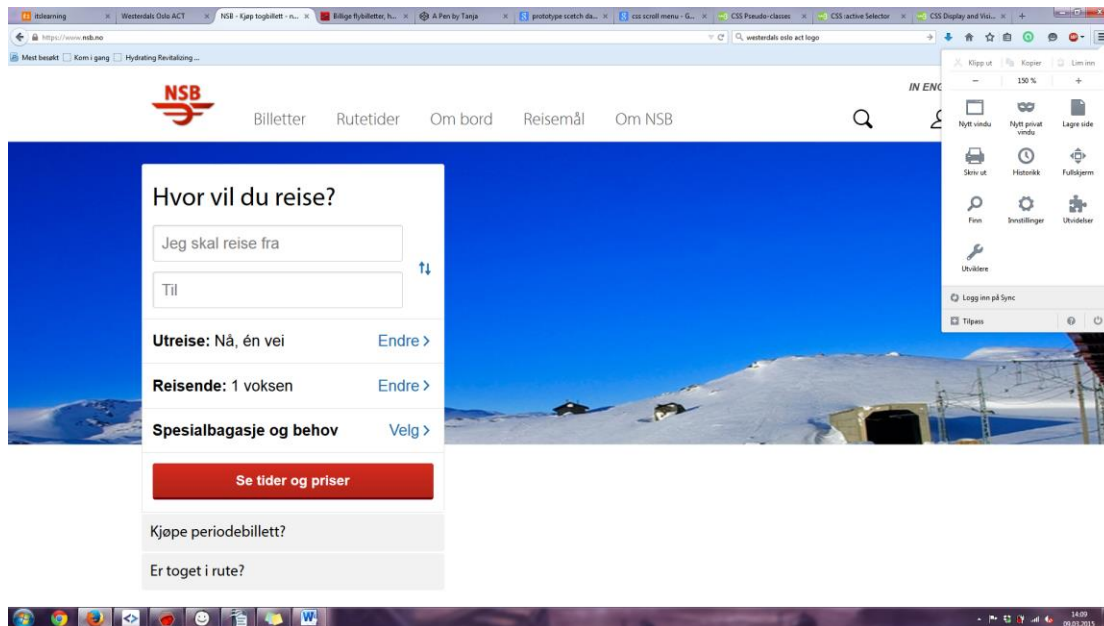 itslearning
Westerdals Oslo ACT
NSB - Kjøp togbillett - n...
Billige flybilletter, h...
A Pen by Tanja
prototype scetch da...
css scroll menu - G...
CSS Pseudo-classes
CSS :active Selector
CSS Display and Visi...
https://www.nsb.no
westerdals oslo act logo
Mest besøkt
Kom i gang
Hydrating Revitalizing ...
Klipp ut
Kopier
Lim inn
150 %
Nytt vindu
Nytt privat
vindu
Lagre side
Skriv ut
Historikk
Fullskjerm
Finn
Innstillinger
Utvidelser
Utviklere
Logg inn på Sync
Tilpass
NSB
IN ENG
Billetter
Rutetider
Om bord
Reisemål
Om NSB
Hvor vil du reise?
Jeg skal reise fra
Til
Utreise: Nå, én vei
Endre
Reisende: 1 voksen
Endre
Spesialbagasje og behov
Velg
Se tider og priser
Kjøpe periodebillett?
Er toget i rute?
14:09
09.03.2015